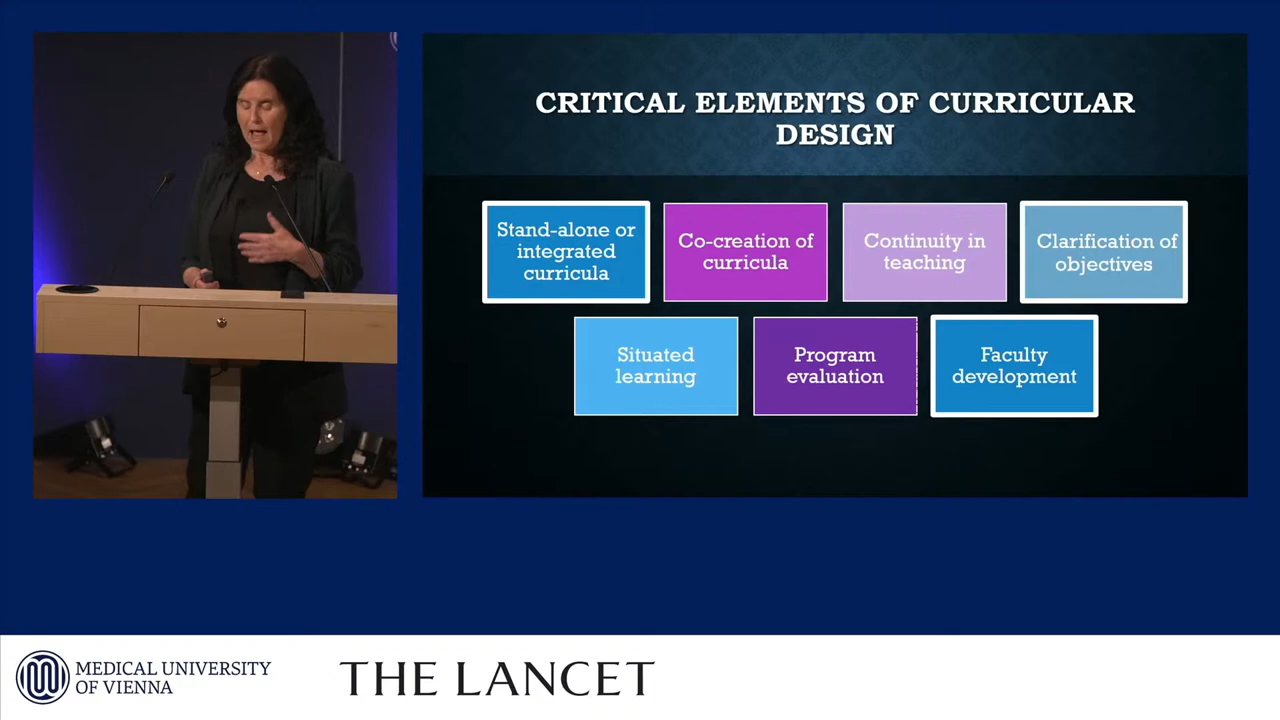 CRITICAL ELEMENTS OF CURRICULAR
DESIGN
Stand-alone or
integrated
curricula
Co-creation of
curricula
Continuity in
teaching
Clarification of
objectives
Situated
learning
Program
evaluation
Faculty
development
MEDICAL UNIVERSITY
OF VIENNA
THE LANCET